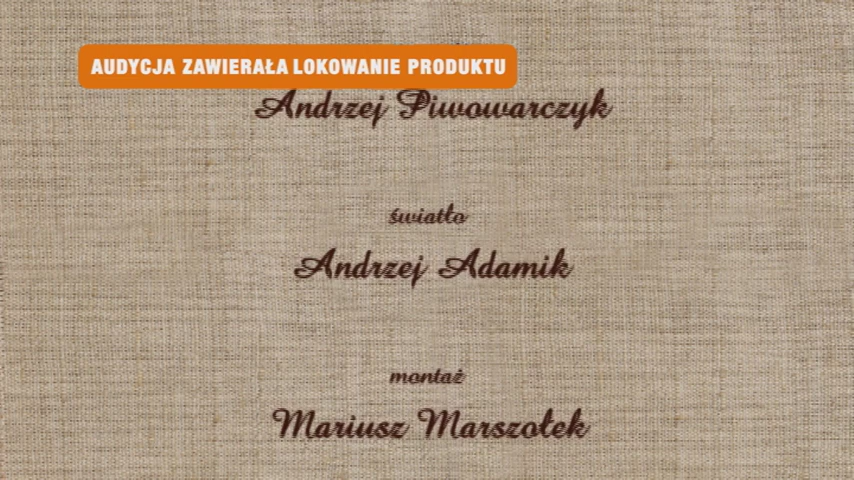 AUDYCJA ZAWIERAŁA LOKOWANIE PRODUKTU
Andrzej Piwowarczyk
światło
Andrzej Adamik
montaż
Mariusz Marszołek